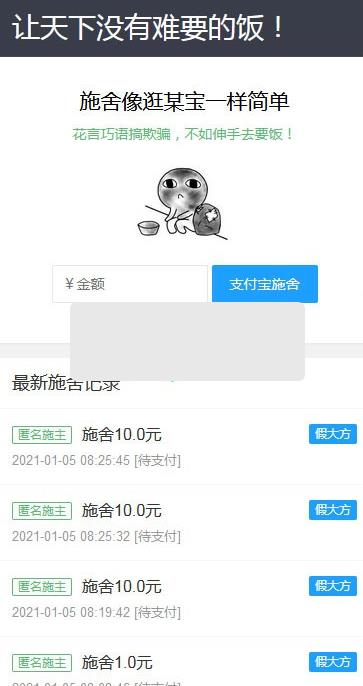 让天下没有难要的饭！
施舍像逛某宝一样简单
花言巧语搞欺骗，不如伸手去要饭！
￥金额 支付宝施舍
最新施舍记录
匿名施主 施舍10.0元 假大方
2021-01-05 08:25:45 [待支付]
匿名施主 施舍10.0元 假大方
2021-01-05 08:25:32 [待支付]
匿名施主 施舍10.0元 假大方
2021-01-05 08:19:42 [待支付]
匿名施主 施舍1.0元 假大方